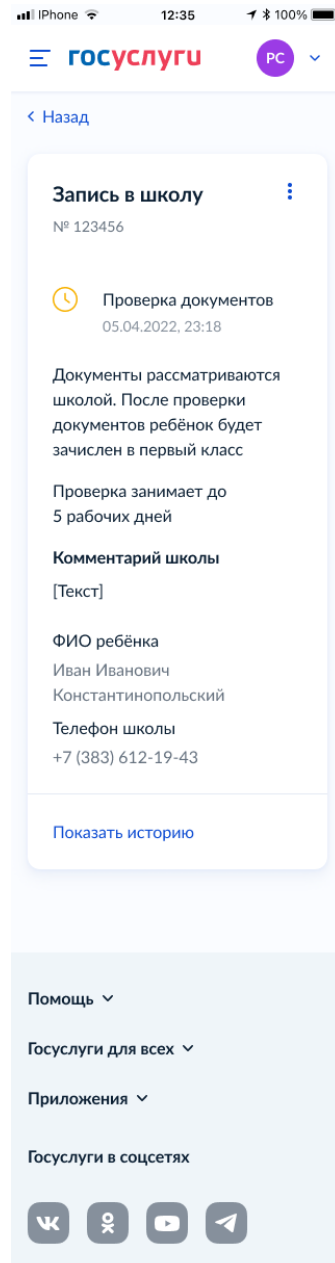 IPhone 12:35 100%
госуслуги РС
Назад
Запись в школу
№ 123456
Проверка документов
05.04.2022, 23:18
Документы рассматриваются
школой. После проверки
документов ребёнок будет
зачислен в первый класс
Проверка занимает до
5 рабочих дней
Комментарий школы
[Текст]
ФИО ребёнка
Иван Иванович
Константинопольский
Телефон школы
+7 (383) 612-19-43
Показать историю
Помощь
Госуслуги для всех
Приложения
Госуслуги в соцсетях